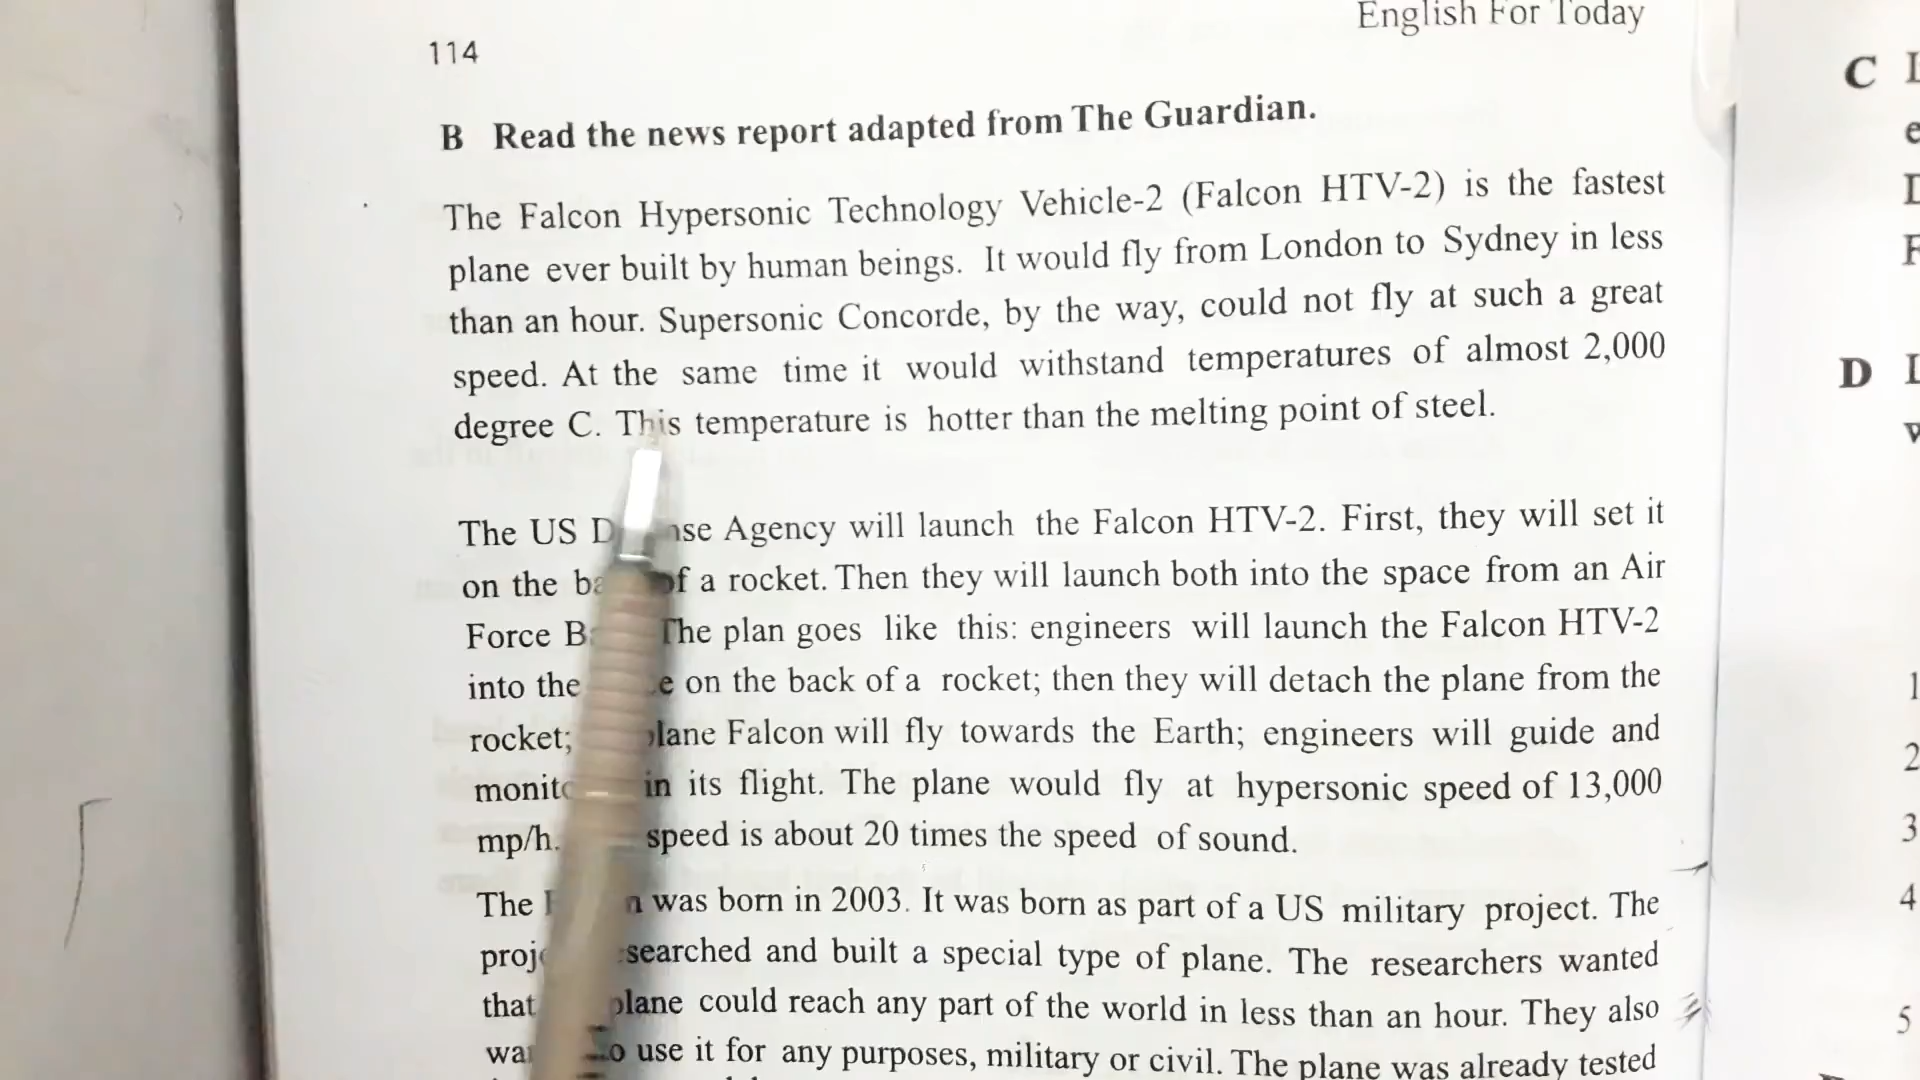 English For Today
114
B Read the news report adapted from The Guardian.
The Falcon Hypersonic Technology Vehicle-2 (Falcon HTV-2) is the fastest
plane ever built by human beings. It would fly from London to Sydney in less
than an hour. Supersonic Concorde, by the way, could not fly at such a great
speed. At the same time it would withstand temperatures of almost 2,000
degree C. This temperature is hotter than the melting point of steel.
The US Agency will launch the Falcon HTV-2. First, they will set it
on the of a rocket. Then they will launch both into the space from an Air
Force The plan goes like this: engineers will launch the Falcon HTV-2
into the on the back of a rocket; then they will detach the plane from the
rocket; plane Falcon will fly towards the Earth; engineers will guide and
in its flight. The plane would fly at hypersonic speed of 13,000
mp/h. speed is about 20 times the speed of sound.
The was born in 2003. It was born as part of a US military project. The
and built a special type of plane. The researchers wanted
that plane could reach any part of the world in less than an hour. They also
use it for any purposes, military or civil. The plane was already tested
C
D
1
2
3
4
5